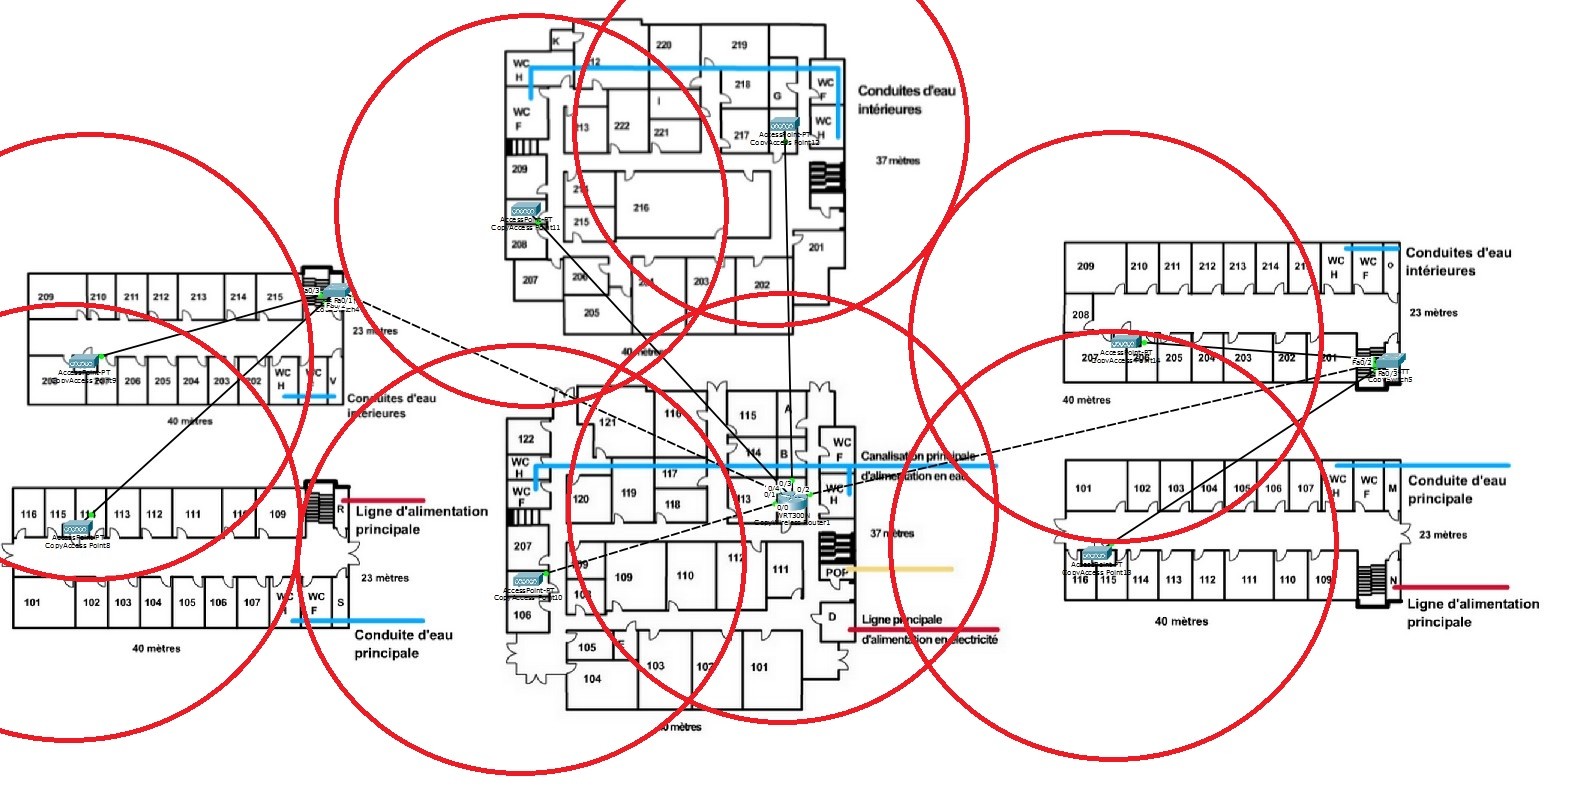 K
220
219
212
WC
H
218
WC
F
G
I
WC
F
213
222
221
217
WC
H
AccessPoint-PT
CopyAccess Point12
Conduites d'eau
intérieures
37 mètres
209
214
216
AccessPoint-PT
CopyAccess Point11
215
208
201
207
206
204
203
202
205
40 mètres
209
210
211
212
213
214
215
Fa0/1
23 mètres
AccessPoint-PT
CopyAccess Point9
207
206
205
204
203
202
WC
H
WC
V
Conduites d'eau
intérieures
40 mètres
209
210
211
212
213
214
WC
H
WC
F
Conduites d'eau
intérieures
23 mètres
208
AccessPoint-PT
CopyAccess Point14
207
206
205
204
203
202
201
Fa0/2
Fa0/3
CopySwitch5
40 mètres
121
116
115
A
122
114
B
WC
F
WC
H
117
Canalisation principale
d'alimentation en eau
WC
F
120
119
118
113
WC
H
0/3
0/4
0/2
0/1
0/0
WRT300N
Copy Wireless Router1
37 mètres
207
109
110
112
111
POP
AccessPoint-PT
CopyAccess Point10
106
D
Ligne principale
d'alimentation en électricité
105
E
104
103
102
101
116
115
113
112
111
109
R
Ligne d'alimentation
principale
AccessPoint-PT
CopyAccess Point8
23 mètres
101
102
103
104
105
106
107
WC
H
WC
F
S
Conduite d'eau
principale
40 mètres
101
102
103
104
105
106
107
WC
H
WC
F
M
Conduite d'eau
principale
23 mètres
AccessPoint-PT
CopyAccess Point13
116
115
114
113
112
111
110
109
N
Ligne d'alimentation
principale
40 mètres